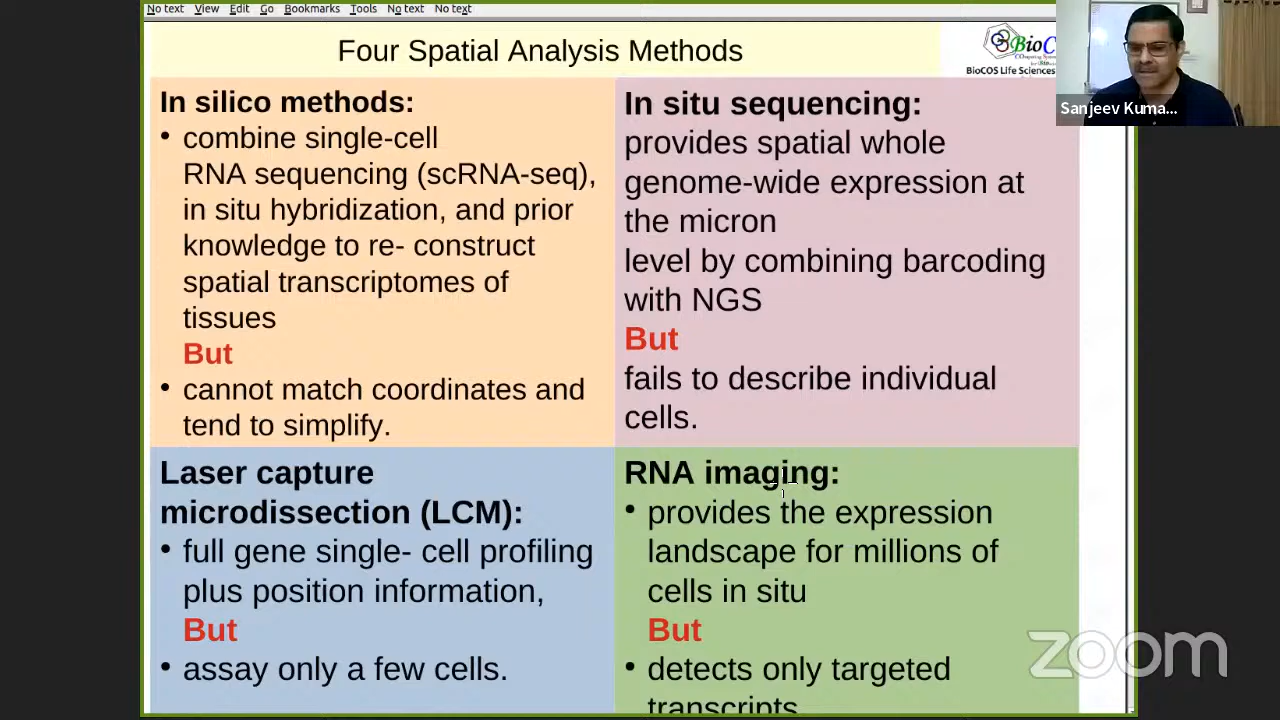 No text View Edit Go Bookmarks Tools No text No text
Four Spatial Analysis Methods
BioC
BioCOS Life Sciences
Sanjeev Kuma...
In silico methods:
• combine single-cell
RNA sequencing (scRNA-seq),
in situ hybridization, and prior
knowledge to re- construct
spatial transcriptomes of
tissues
But
• cannot match coordinates and
tend to simplify.
In situ sequencing:
provides spatial whole
genome-wide expression at
the micron
level by combining barcoding
with NGS
But
fails to describe individual
cells.
Laser capture
microdissection (LCM):
• full gene single- cell profiling
plus position information,
But
• assay only a few cells.
RNA imaging:
• provides the expression
landscape for millions of
cells in situ
But
• detects only targeted
transcripts
zoom